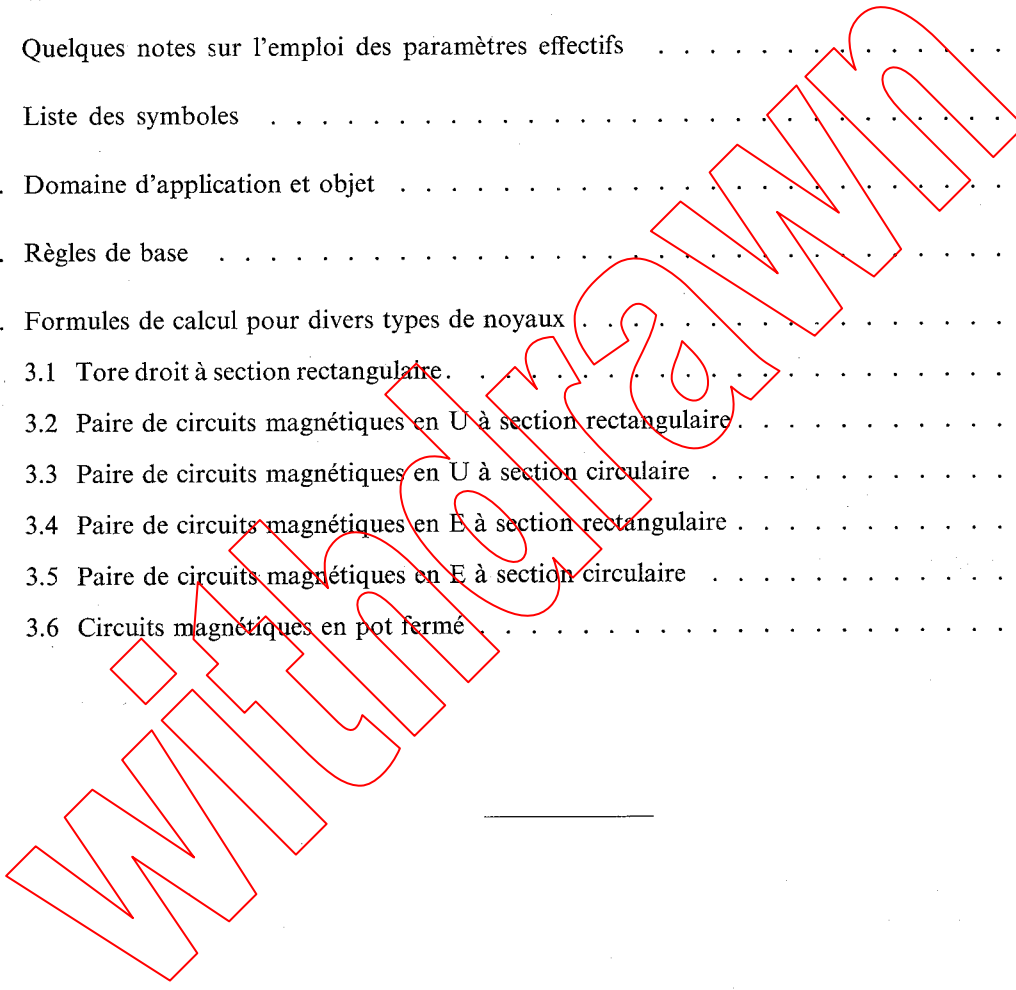 Quelques notes sur l'emploi des paramètres effectifs . . . . . . . . . . . . . .
Liste des symboles . . . . . . . . . . . . . . . . . . . . . . . . . . . . . .
. Domaine d'application et objet . . . . . . . . . . . . . . . . . . . . . . .
. Règles de base . . . . . . . . . . . . . . . . . . . . . . . . . . . . . . .
. Formules de calcul pour divers types de noyaux . . . . . . . . . . . . . . .
3.1 Tore droit à section rectangulaire . . . . . . . . . . . . . . . . . . . . .
3.2 Paire de circuits magnétiques en U à section rectangulaire . . . . . . . . . . .
3.3 Paire de circuits magnétiques en U à section circulaire . . . . . . . . . . . .
3.4 Paire de circuits magnétiques en E à section rectangulaire . . . . . . . . . . .
3.5 Paire de circuits magnétiques en E à section circulaire . . . . . . . . . . . .
3.6 Circuits magnétiques en pot fermé . . . . . . . . . . . . . . . . . . . . .
withdrawn